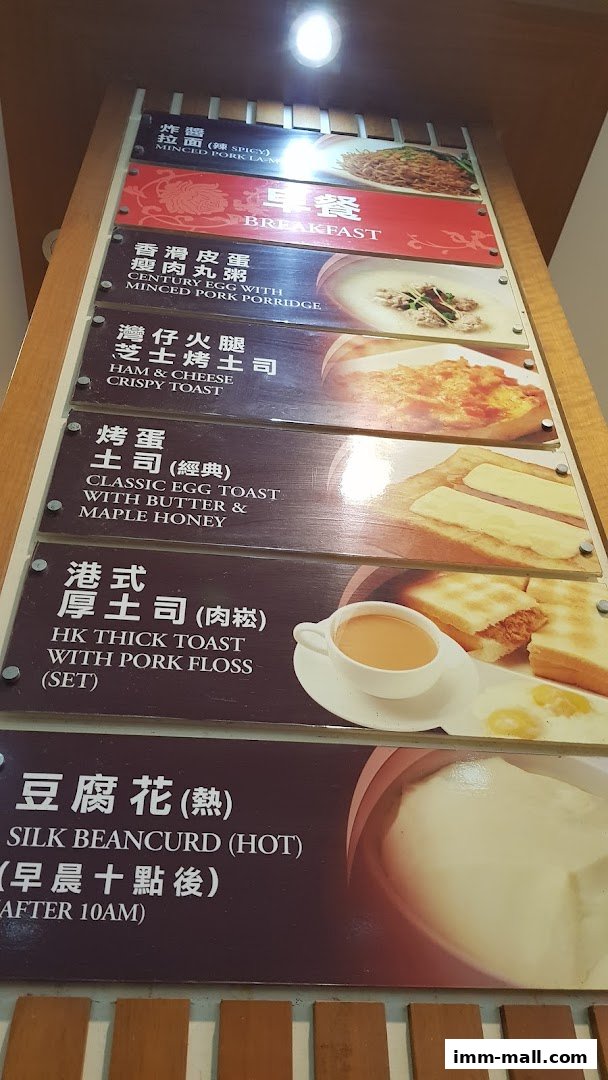 炸醬
拉面 (辣 SPICY)
MINCED PORK LA-M
早餐
BREAKFAST
香滑皮蛋
瘦肉丸粥
CENTURY EGG WITH
MINCED PORK PORRIDGE
灣仔火腿
芝士烤土司
HAM & CHEESE
CRISPY TOAST
烤蛋
土司 (經典)
CLASSIC EGG TOAST
WITH BUTTER &
MAPLE HONEY
港式
厚土司 (肉崧)
HK THICK TOAST
WITH PORK FLOSS
(SET)
豆腐花 (熱)
SILK BEANCURD (HOT)
(早晨十點後)
(AFTER 10AM)
imm-mall.com